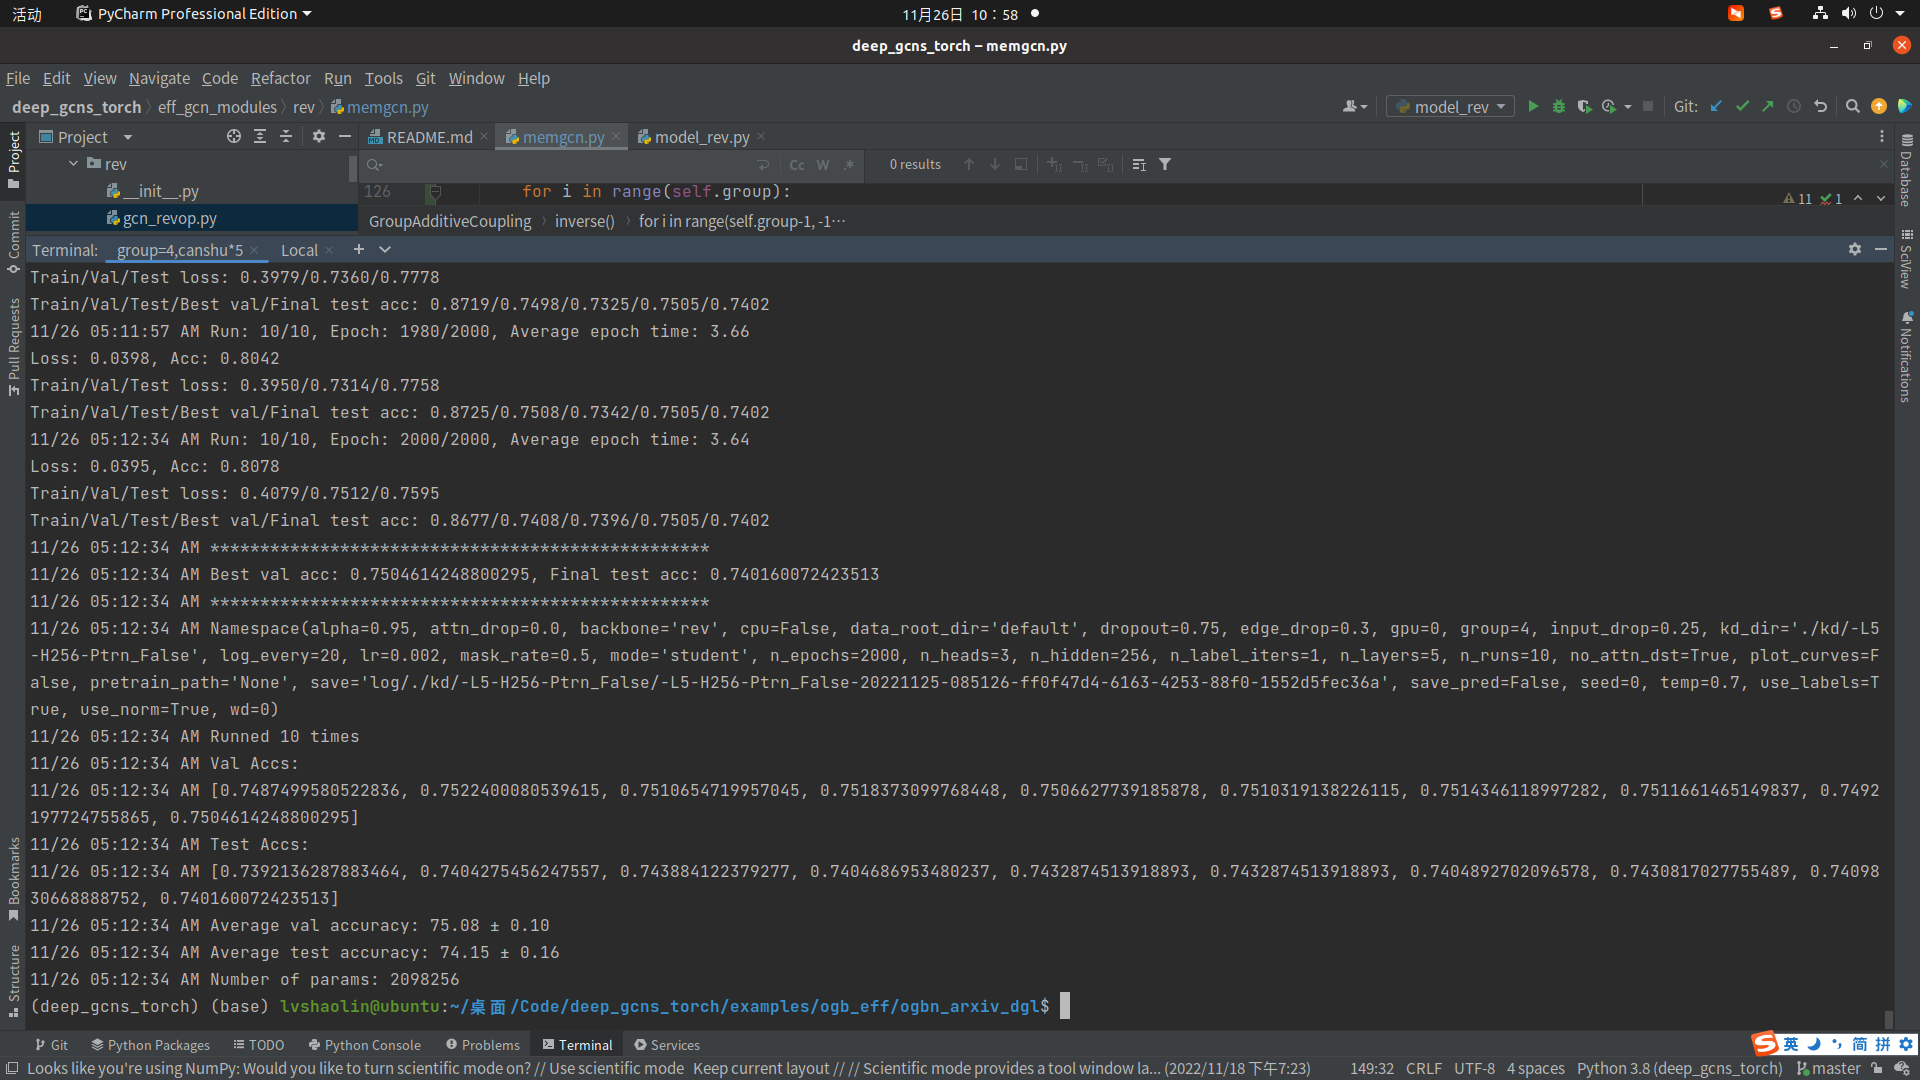 活动 PyCharm Professional Edition 11月26日 10：58
deep_gcns_torch – memgcn.py
File Edit View Navigate Code Refactor Run Tools Git Window Help
deep_gcns_torch eff_gcn_modules rev memgcn.py model_rev Git:
Project README.md memgcn.py model_rev.py
rev Cc W .* 0 results
__init__.py 126 for i in range(self.group): 11 1
gcn_revop.py GroupAdditiveCoupling inverse() for i in range(self.group-1, -1…
Terminal: group=4,canshu*5 Local
Train/Val/Test loss: 0.3979/0.7360/0.7778
Train/Val/Test/Best val/Final test acc: 0.8719/0.7498/0.7325/0.7505/0.7402
11/26 05:11:57 AM Run: 10/10, Epoch: 1980/2000, Average epoch time: 3.66
Loss: 0.0398, Acc: 0.8042
Train/Val/Test loss: 0.3950/0.7314/0.7758
Train/Val/Test/Best val/Final test acc: 0.8725/0.7508/0.7342/0.7505/0.7402
11/26 05:12:34 AM Run: 10/10, Epoch: 2000/2000, Average epoch time: 3.64
Loss: 0.0395, Acc: 0.8078
Train/Val/Test loss: 0.4079/0.7512/0.7595
Train/Val/Test/Best val/Final test acc: 0.8677/0.7408/0.7396/0.7505/0.7402
11/26 05:12:34 AM **************************************************
11/26 05:12:34 AM Best val acc: 0.7504614248800295, Final test acc: 0.740160072423513
11/26 05:12:34 AM **************************************************
11/26 05:12:34 AM Namespace(alpha=0.95, attn_drop=0.0, backbone='rev', cpu=False, data_root_dir='default', dropout=0.75, edge_drop=0.3, gpu=0, group=4, input_drop=0.25, kd_dir='./kd/-L5
-H256-Ptrn_False', log_every=20, lr=0.002, mask_rate=0.5, mode='student', n_epochs=2000, n_heads=3, n_hidden=256, n_label_iters=1, n_layers=5, n_runs=10, no_attn_dst=True, plot_curves=F
alse, pretrain_path='None', save='log/./kd/-L5-H256-Ptrn_False/-L5-H256-Ptrn_False-20221125-085126-ff0f47d4-6163-4253-88f0-1552d5fec36a', save_pred=False, seed=0, temp=0.7, use_labels=T
rue, use_norm=True, wd=0)
11/26 05:12:34 AM Runned 10 times
11/26 05:12:34 AM Val Accs:
11/26 05:12:34 AM [0.7487499580522836, 0.7522400080539615, 0.7510654719957045, 0.7518373099768448, 0.7506627739185878, 0.7510319138226115, 0.7514346118997282, 0.7511661465149837, 0.7492
197724755865, 0.7504614248800295]
11/26 05:12:34 AM Test Accs:
11/26 05:12:34 AM [0.7392136287883464, 0.7404275456247557, 0.743884122379277, 0.7404686953480237, 0.7432874513918893, 0.7432874513918893, 0.7404892702096578, 0.7430817027755489, 0.74098
30668888752, 0.740160072423513]
11/26 05:12:34 AM Average val accuracy: 75.08 ± 0.10
11/26 05:12:34 AM Average test accuracy: 74.15 ± 0.16
11/26 05:12:34 AM Number of params: 2098256
(deep_gcns_torch) (base) lvshaolin@ubuntu:~/桌面/Code/deep_gcns_torch/examples/ogb_eff/ogbn_arxiv_dgl$
Project
Commit
Pull Requests
Bookmarks
Structure
Database
SciView
Notifications
Git Python Packages TODO Python Console Problems Terminal Services 英 简 拼
Looks like you're using NumPy: Would you like to turn scientific mode on? // Use scientific mode Keep current layout // // Scientific mode provides a tool window la... (2022/11/18 下午7:23) 149:32 CRLF UTF-8 4 spaces Python 3.8 (deep_gcns_torch) master